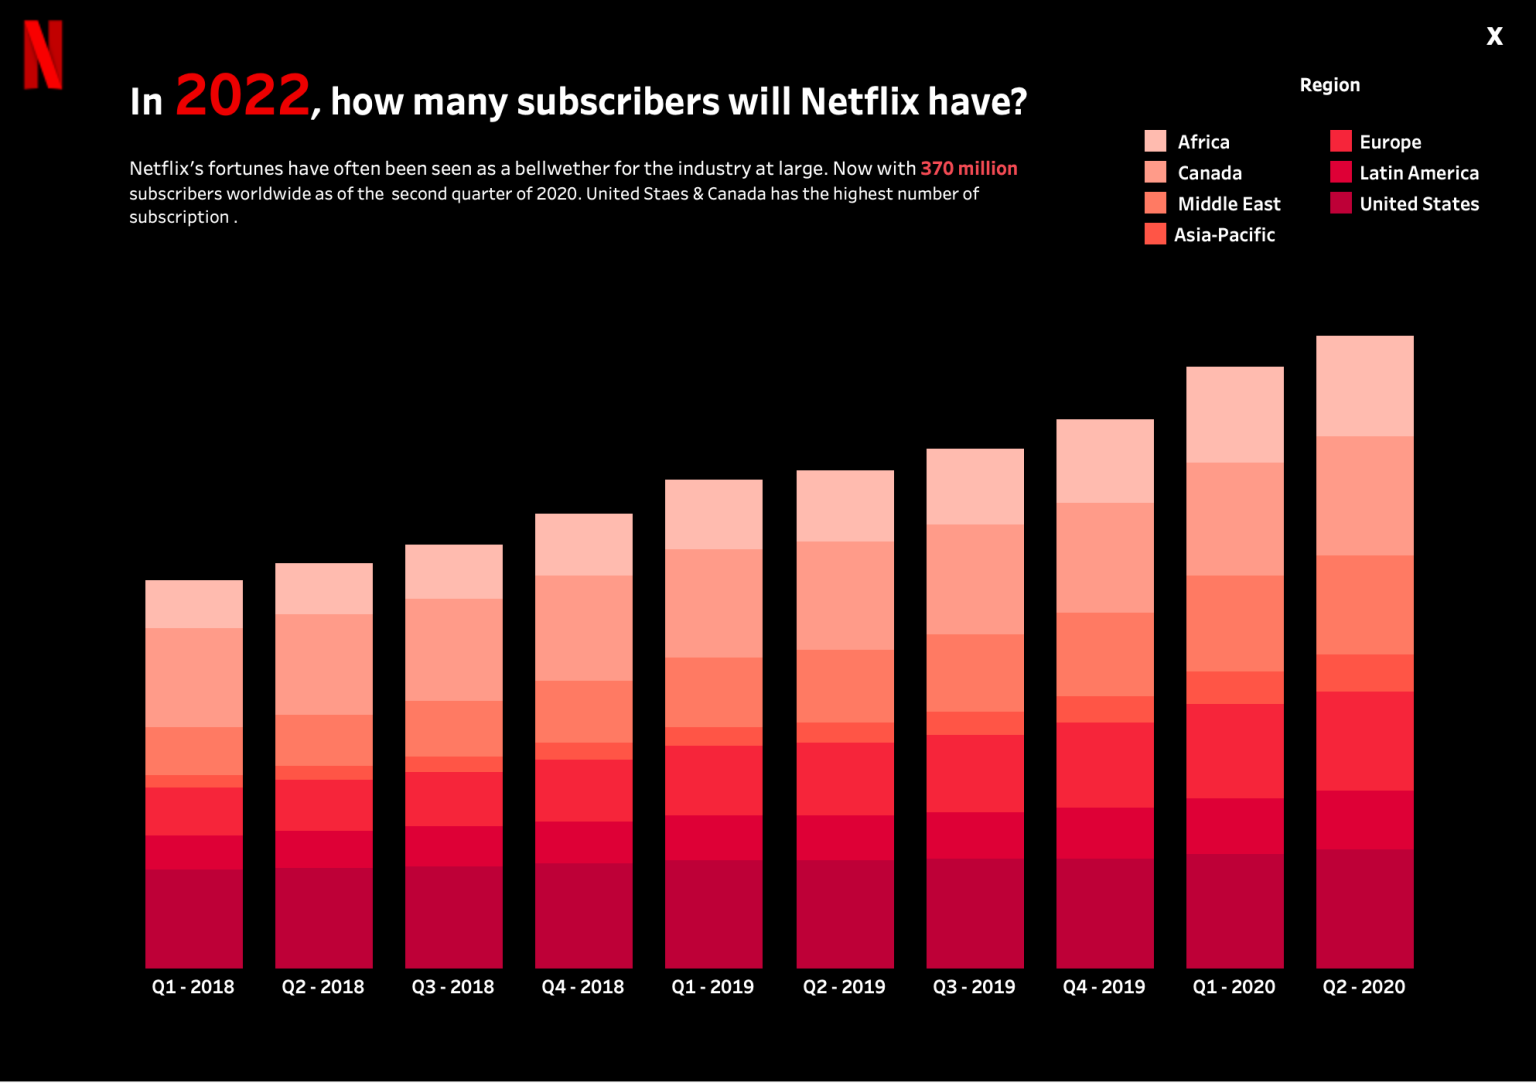 N
X
In 2022, how many subscribers will Netflix have?
Netflix's fortunes have often been seen as a bellwether for the industry at large. Now with 370 million
subscribers worldwide as of the second quarter of 2020. United Staes & Canada has the highest number of
subscription .
Region
Africa
Canada
Middle East
Asia-Pacific
Europe
Latin America
United States
Q1 - 2018
Q2 - 2018
Q3 - 2018
Q4 - 2018
Q1 - 2019
Q2 - 2019
Q3 - 2019
Q4 - 2019
Q1 - 2020
Q2 - 2020